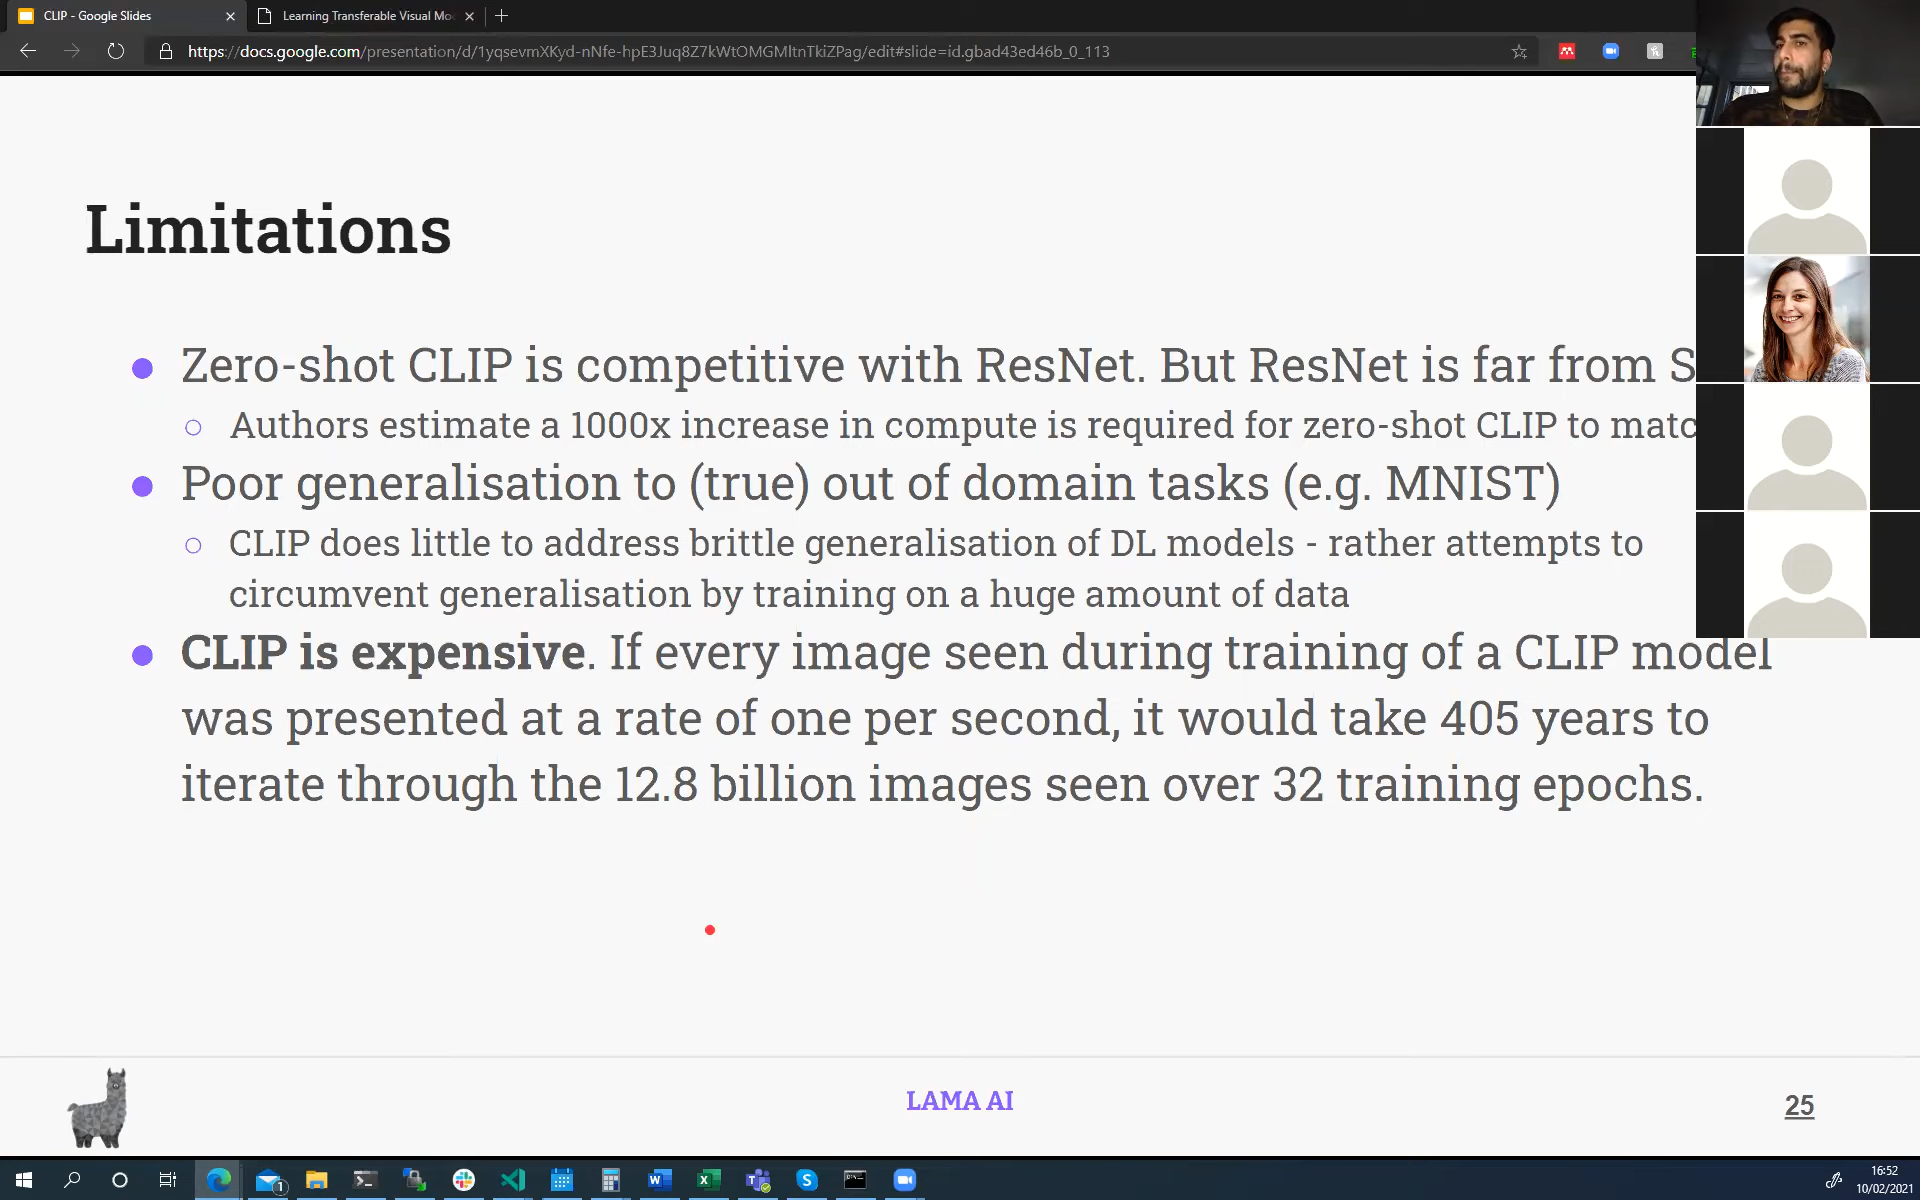 CLIP - Google Slides
Learning Transferable Visual Mo
https://docs.google.com/presentation/d/1yqsevmXKyd-nNfe-hpE3Juq8Z7kWtOMGMltnTkiZPag/edit#slide=id.gbad43ed46b_0_113
Limitations
Zero-shot CLIP is competitive with ResNet. But ResNet is far from S
Authors estimate a 1000x increase in compute is required for zero-shot CLIP to matc
Poor generalisation to (true) out of domain tasks (e.g. MNIST)
CLIP does little to address brittle generalisation of DL models - rather attempts to
circumvent generalisation by training on a huge amount of data
CLIP is expensive. If every image seen during training of a CLIP model
was presented at a rate of one per second, it would take 405 years to
iterate through the 12.8 billion images seen over 32 training epochs.
LAMA AI
25
1
16:52
10/02/2021